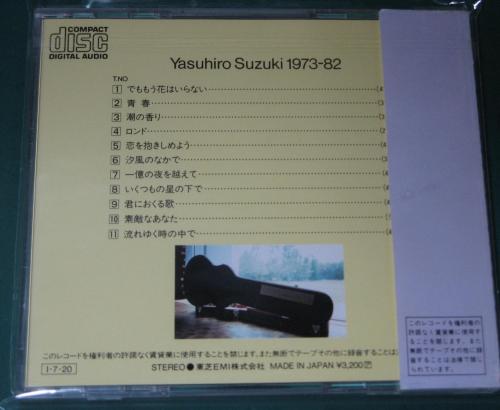 COMPACT
disc
DIGITAL AUDIO
Yasuhiro Suzuki 1973-82
T.NO
1 でももう花はいらない
2 青春
3 潮の香り
4 ロンド
5 恋を抱きしめよう
6 汐風のなかで
7 一億の夜を越えて
8 いくつもの星の下で
9 君におくる歌
10 素敵なあなた
11 流れゆく時の中で
このレコードを権利者の許諾なく賃貸業に使用することを禁じます。また無断でテープその他に録音することは
I-7-20
STEREO● 東芝EMI株式会社 MADE IN JAPAN ¥3,200
このレコードを権利者の
許諾なく賃貸業に使用す
ることを禁じます。また
無断でテープその他に録
音することは法律で禁じ
られています。